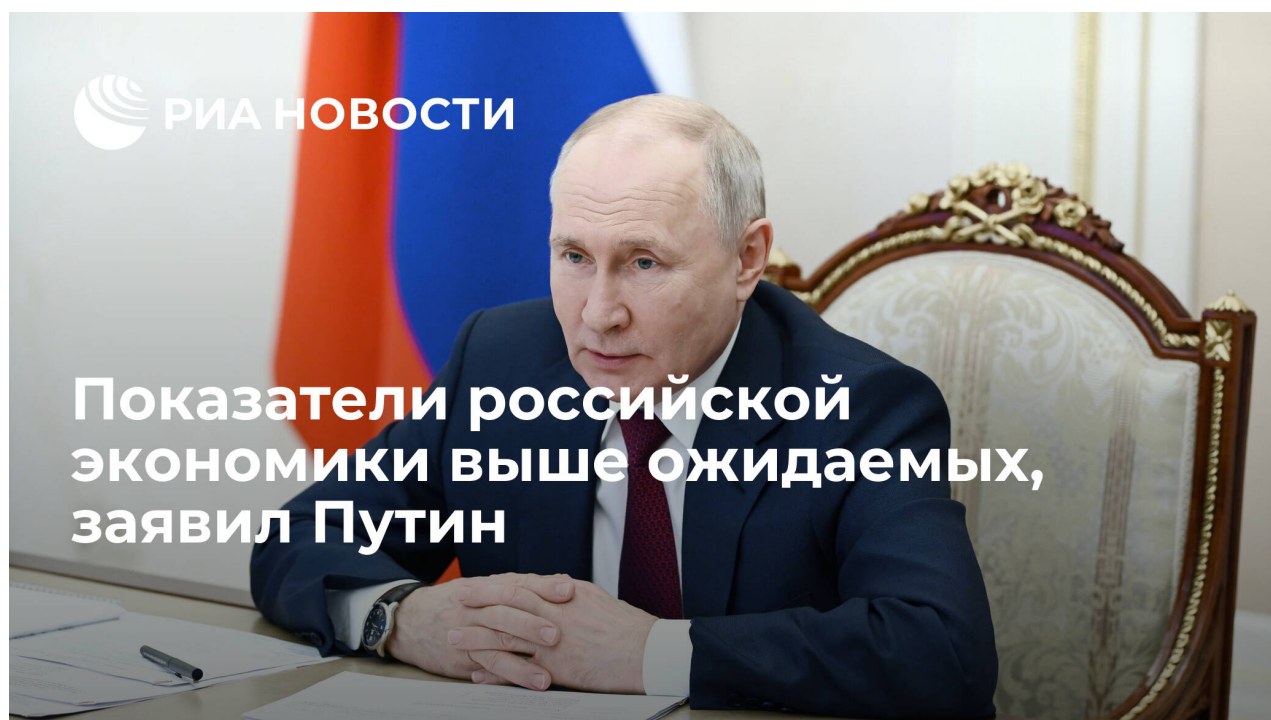 РИА НОВОСТИ
Показатели российской
экономики выше ожидаемых,
заявил Путин